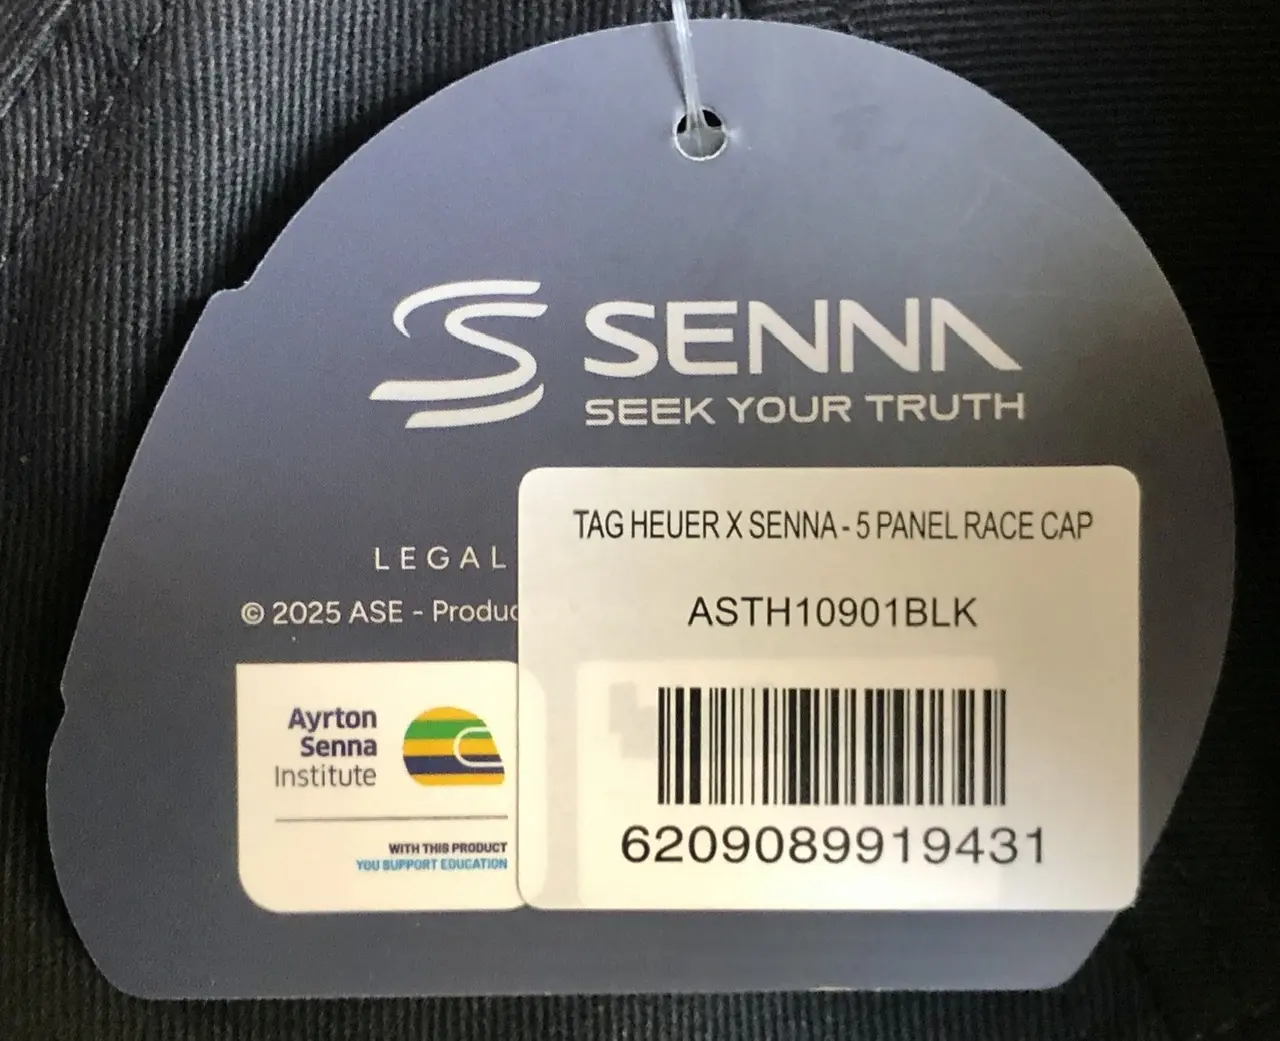 SENNA
SEEK YOUR TRUTH
TAG HEUER X SENNA - 5 PANEL RACE CAP
LEGAL
© 2025 ASE - Produc
ASTH10901BLK
Ayrton
Senna
Institute
WITH THIS PRODUCT
YOU SUPPORT EDUCATION
6209089919431